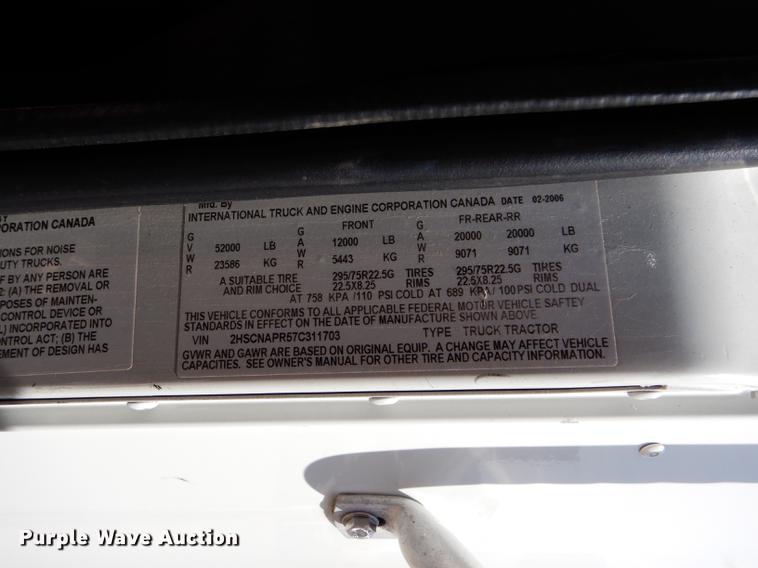 S Y
ORATION CANADA
IONS FOR NOISE
UTY TRUCKS.
F BY ANY PERSON ARE
: (A) THE REMOVAL OR
POSES OF MAINTEN-
CONTROL DEVICE OR
L) INCORPORATED INTO
NTROL ACT; (B) THE
EMENT OF DESIGN HAS
Mfd. By
INTERNATIONAL TRUCK AND ENGINE CORPORATION CANADA DATE 02-2006
G G FRONT G FR-REAR-RR
V 52000 LB A 12000 LB A 20000 20000 LB
W 23586 KG W 5443 KG W 9071 9071 KG
R R R
A SUITABLE TIRE 295/75R22.5G TIRES 295/75R22.5G TIRES
AND RIM CHOICE 22.5X8.25 RIMS 22.5X8.25 RIMS
AT 758 KPA /110 PSI COLD AT 689 KPA / 100 PSI COLD DUAL
THIS VEHICLE CONFORMS TO ALL APPLICABLE FEDERAL MOTOR VEHICLE SAFTEY
STANDARDS IN EFFECT ON THE DATE OF MANUFACTURE SHOWN ABOVE.
VIN 2HSCNAPR57C311703 TYPE TRUCK TRACTOR
GVWR AND GAWR ARE BASED ON ORIGINAL EQUIP. A CHANGE MAY AFFECT VEHICLE
CAPACITIES. SEE OWNER'S MANUAL FOR OTHER TIRE AND CAPACITY INFORMATION.
Purple Wave Auction